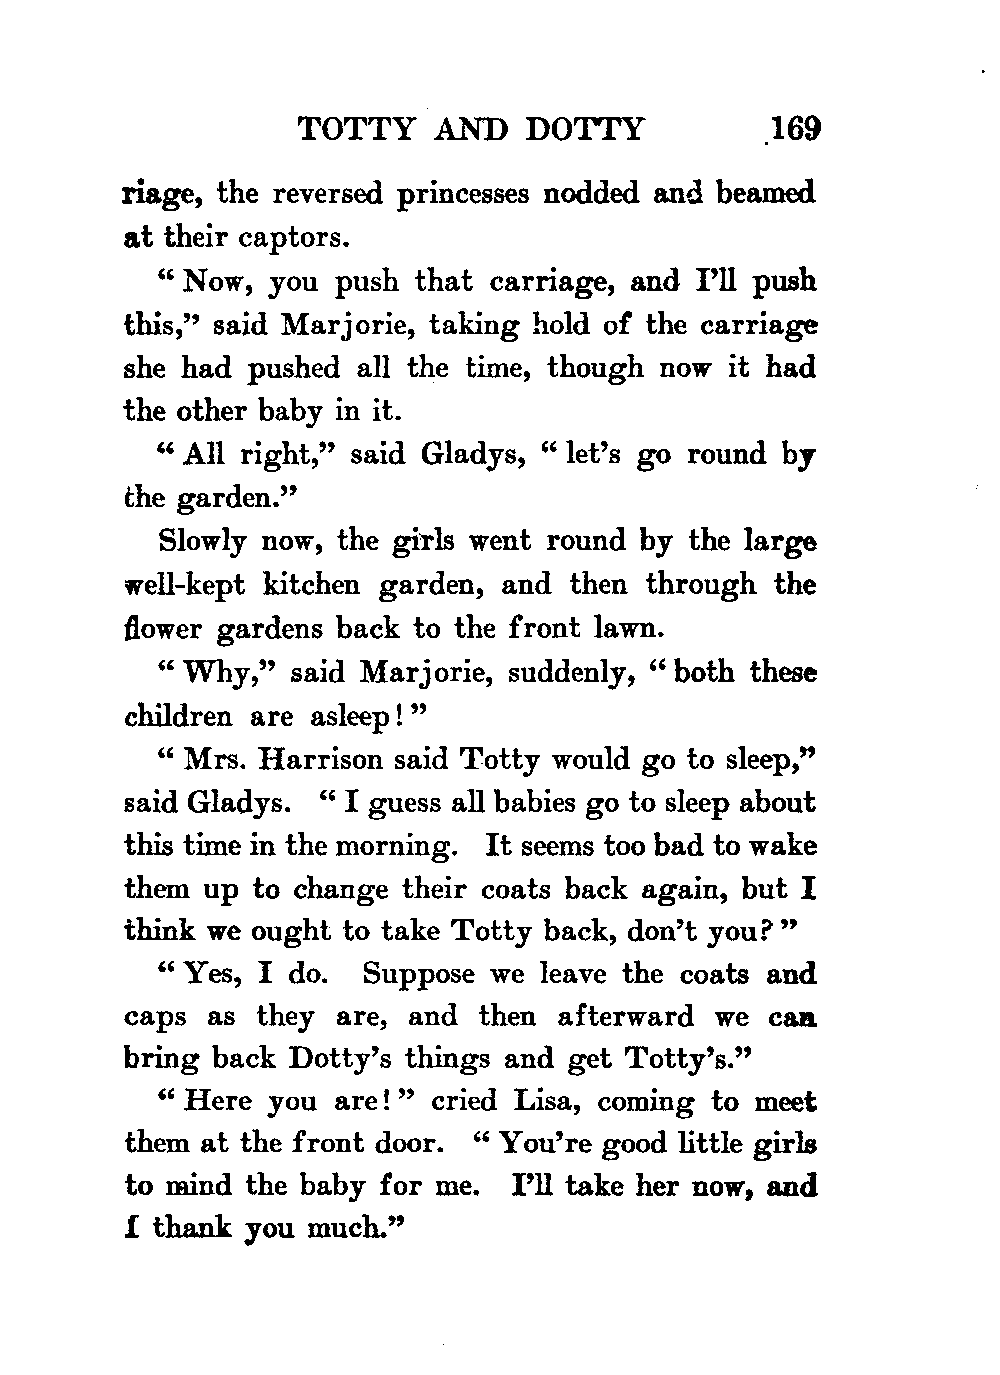 TOTTY AND DOTTY 169
riage, the reversed princesses nodded and beamed
at their captors.
“Now, you push that carriage, and I’ll push
this,” said Marjorie, taking hold of the carriage
she had pushed all the time, though now it had
the other baby in it.
“All right,” said Gladys, “let’s go round by
the garden.”
Slowly now, the girls went round by the large
well-kept kitchen garden, and then through the
flower gardens back to the front lawn.
“Why,” said Marjorie, suddenly, “both these
children are asleep!”
“Mrs. Harrison said Totty would go to sleep,”
said Gladys. “I guess all babies go to sleep about
this time in the morning. It seems too bad to wake
them up to change their coats back again, but I
think we ought to take Totty back, don’t you?”
“Yes, I do. Suppose we leave the coats and
caps as they are, and then afterward we can
bring back Dotty’s things and get Totty’s.”
“Here you are!” cried Lisa, coming to meet
them at the front door. “You’re good little girls
to mind the baby for me. I’ll take her now, and
I thank you much.”